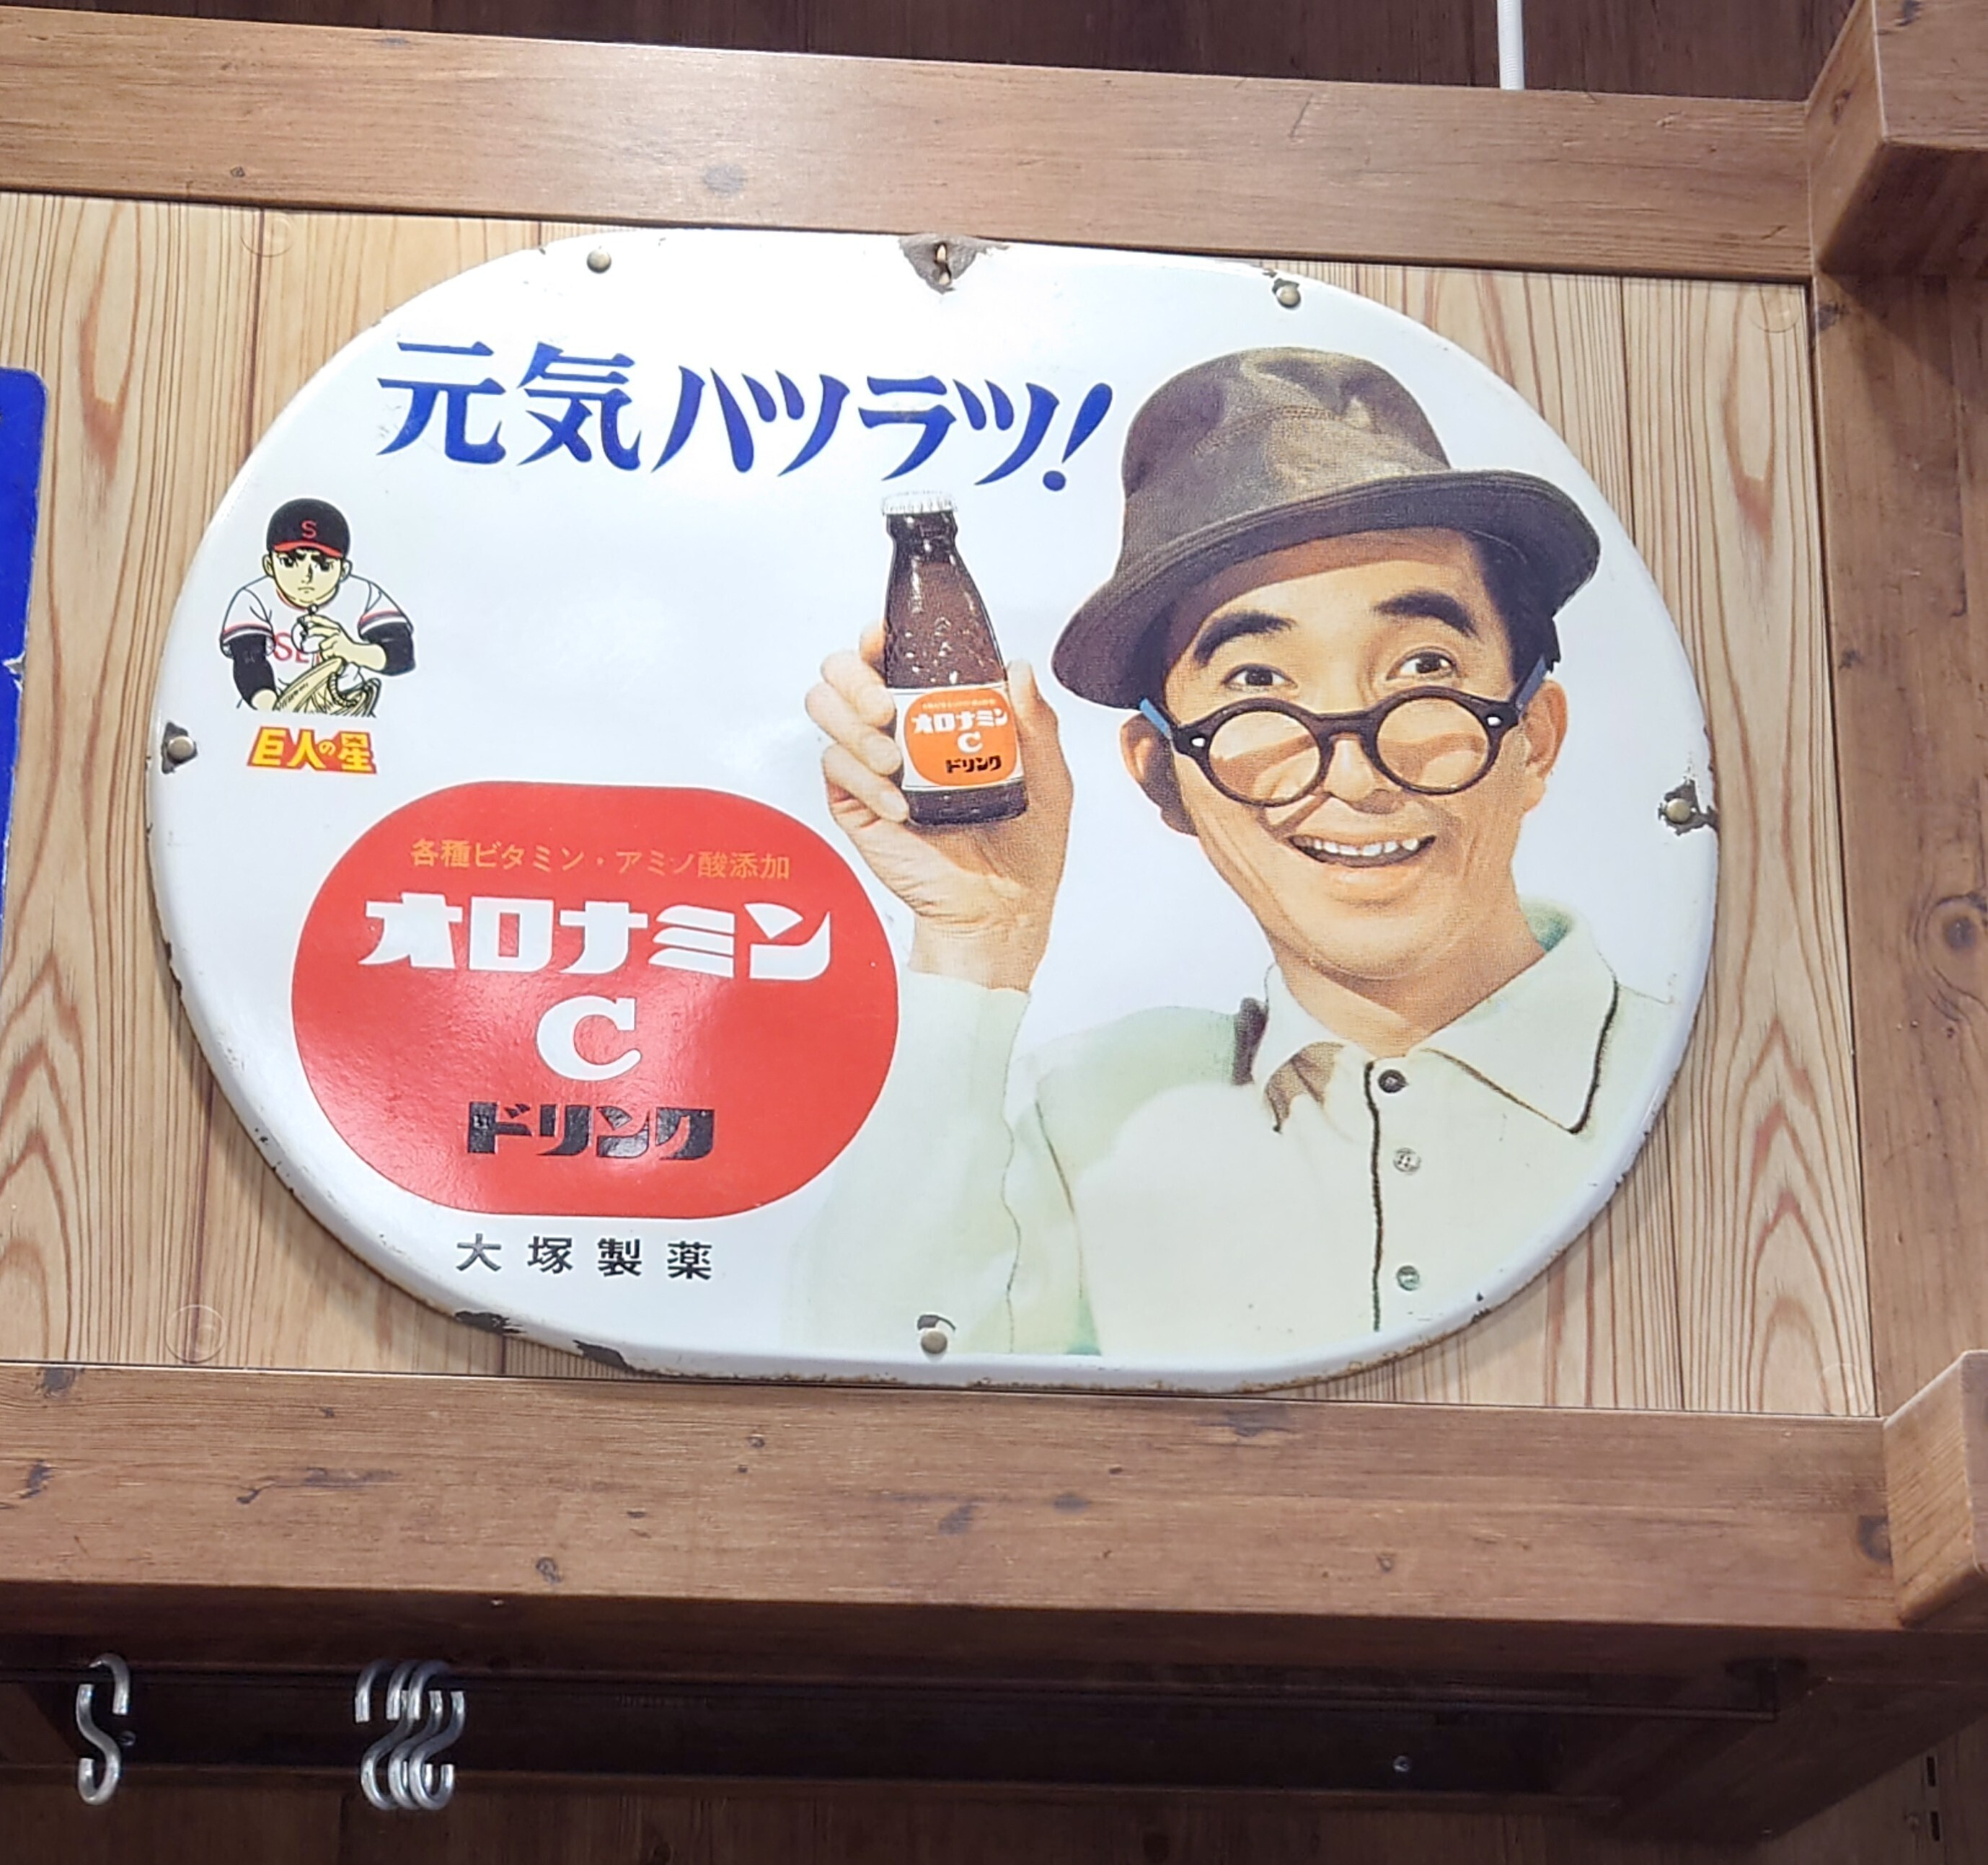 元気ハツラツ!
S
巨人の星
オロナミン
C
ドリンク
各種ビタミン・アミノ酸添加
オロナミン
C
ドリンク
大塚製薬